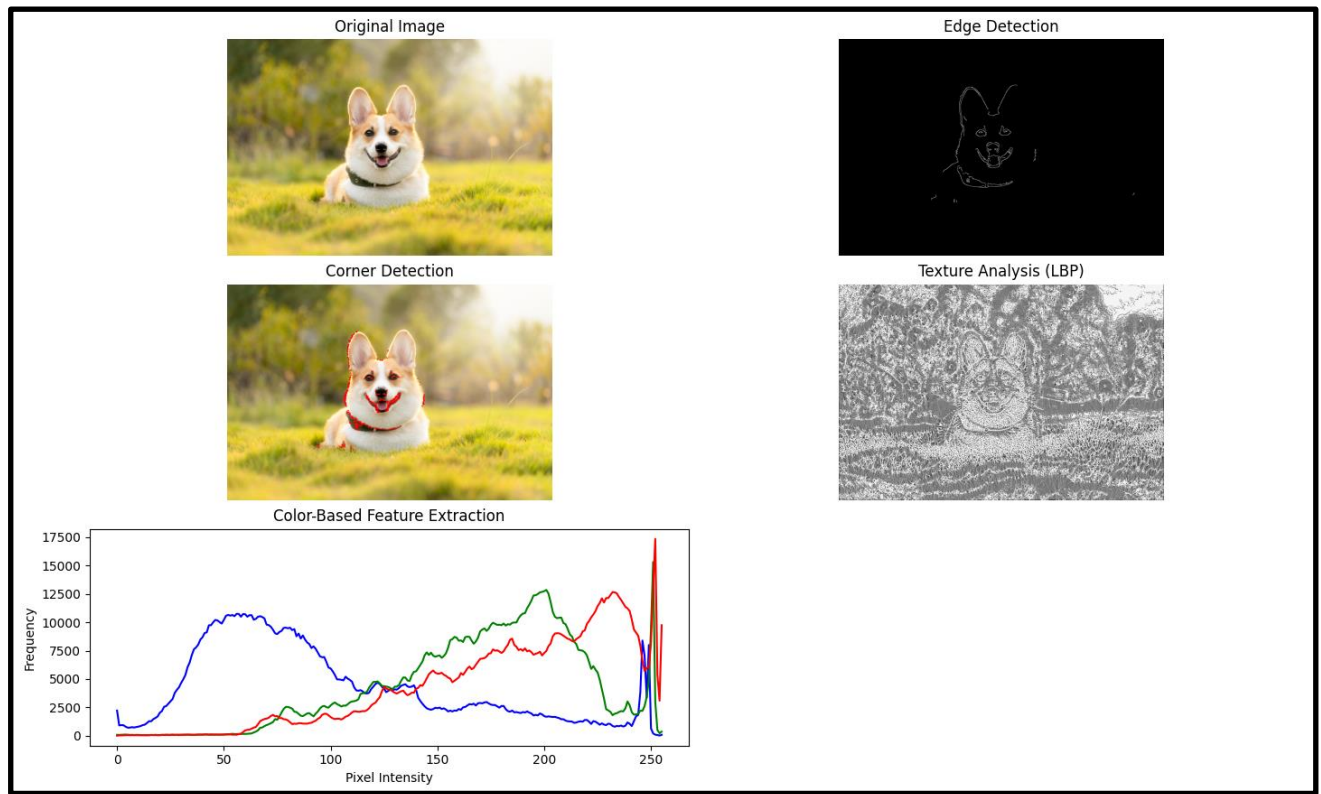 Original Image
Edge Detection
Corner Detection
Texture Analysis (LBP)
Color-Based Feature Extraction
17500
15000
12500
10000
7500
5000
2500
0
Frequency
0 50 100 150 200 250
Pixel Intensity